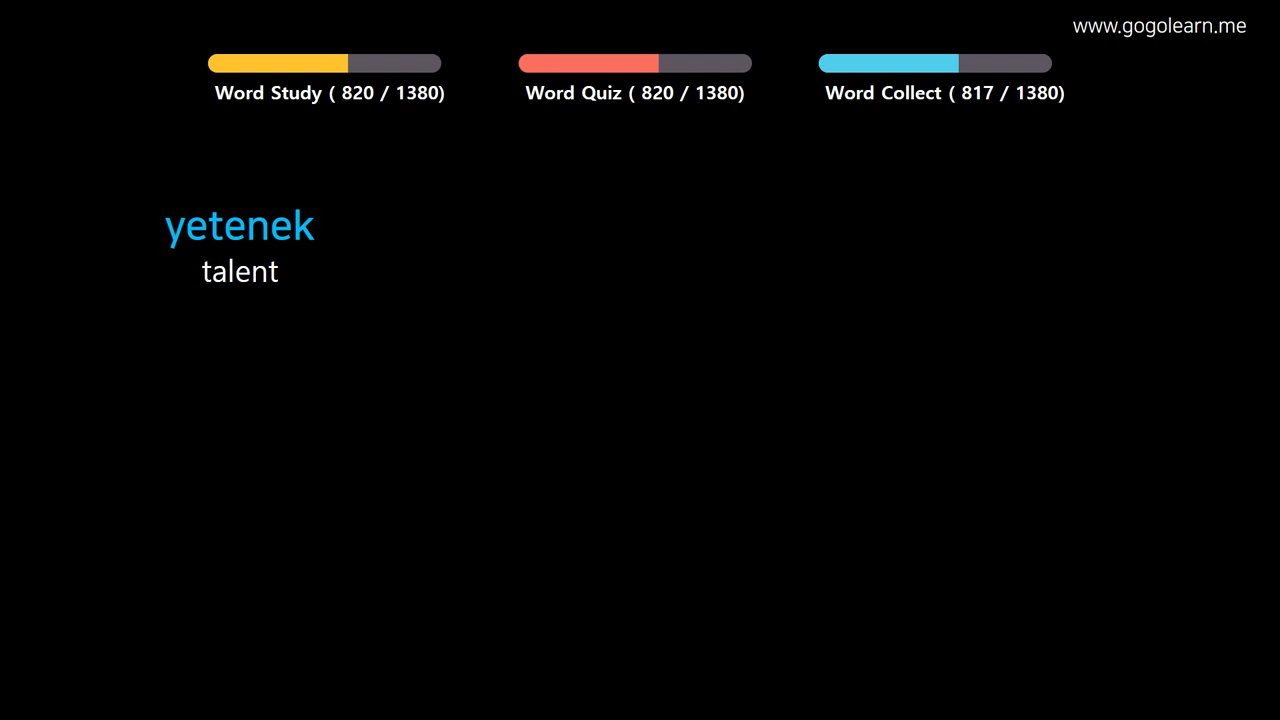 www.gogolearn.me
Word Study ( 820 / 1380)
Word Quiz ( 820 / 1380)
Word Collect ( 817 / 1380)
yetenek
talent